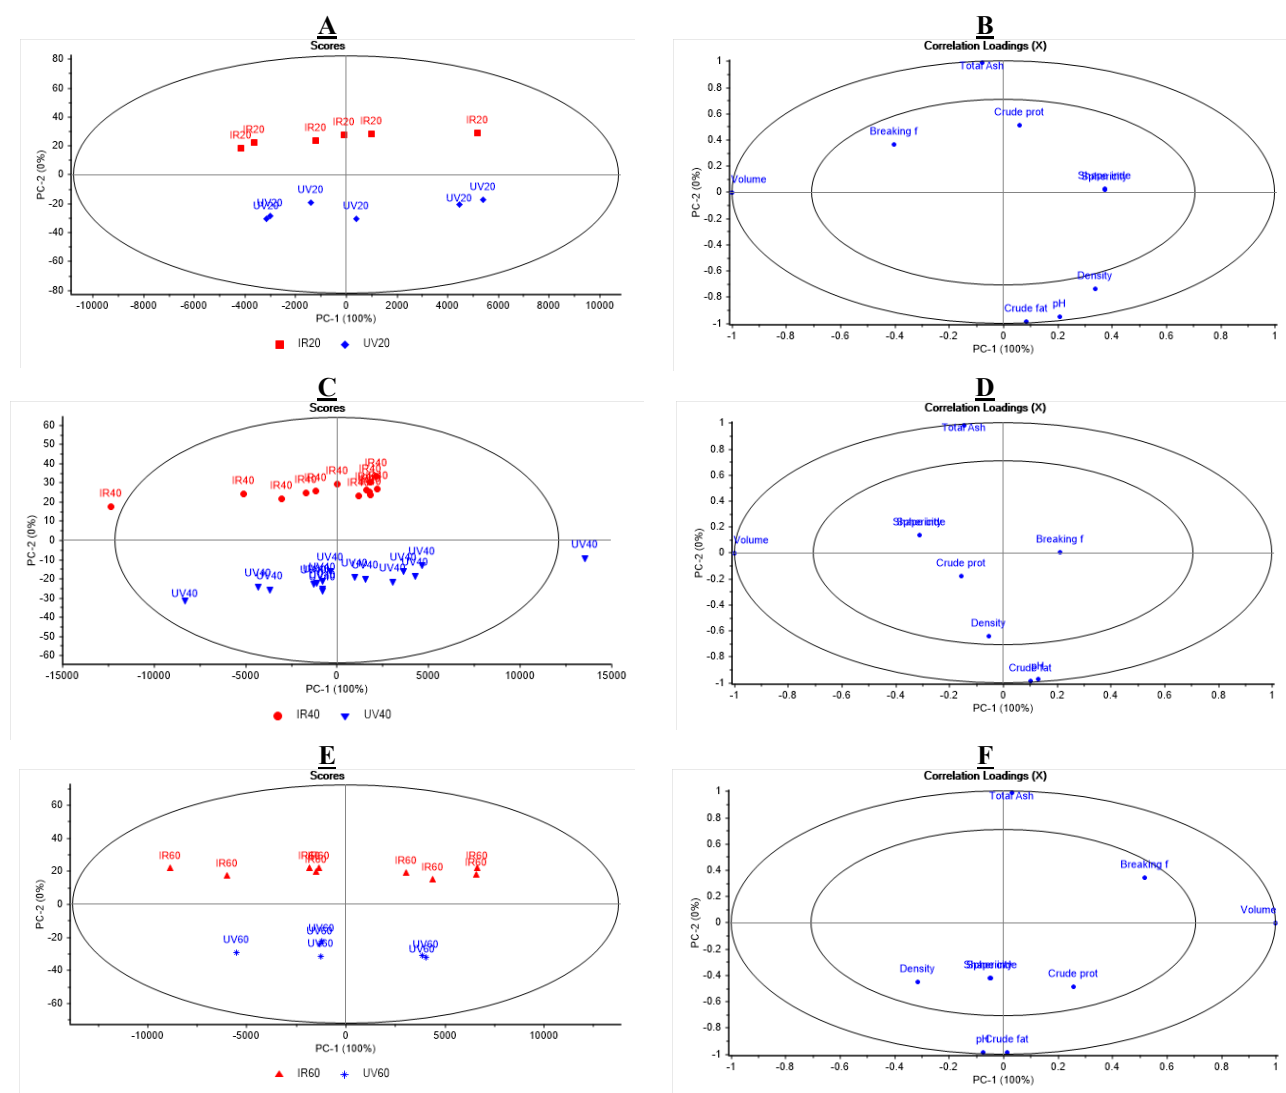 A
Scores
PC-2 (0%)
80
60
40
20
0
-20
-40
-60
-80
IR20
IR20
IR20
IR20
IR20
IR20
UV20
UV20
UV20
UV20
UV20
UV20
-10000 -8000 -6000 -4000 -2000 0 2000 4000 6000 8000 10000
PC-1 (100%)
IR20 UV20
B
Correlation Loadings (X)
PC-2 (0%)
1
0.8
0.6
0.4
0.2
0
-0.2
-0.4
-0.6
-0.8
-1
Total Ash
Crude prot
Breaking f
Volume
Density
pH
Crude fat
-1 -0.8 -0.6 -0.4 -0.2 0 0.2 0.4 0.6 0.8 1
PC-1 (100%)
C
Scores
PC-2 (0%)
60
50
40
30
20
10
0
-10
-20
-30
-40
-50
-60
IR40
IR40
IR40
IR40
IR40
IR40
IR40
UV40
UV40
UV40
UV40
UV40
UV40
UV40
UV40
UV40
UV40
UV40
-15000 -10000 -5000 0 5000 10000 15000
PC-1 (100%)
IR40 UV40
D
Correlation Loadings (X)
PC-2 (0%)
1
0.8
0.6
0.4
0.2
0
-0.2
-0.4
-0.6
-0.8
-1
Total Ash
Volume
Breaking f
Crude prot
Density
Crude fat
pH
-1 -0.8 -0.6 -0.4 -0.2 0 0.2 0.4 0.6 0.8 1
PC-1 (100%)
E
Scores
PC-2 (0%)
60
40
20
0
-20
-40
-60
IR60
IR60
IR60
IR60
IR60
IR60
IR60
IR60
UV60
UV60
UV60
UV60
UV60
UV60
-10000 -5000 0 5000 10000
PC-1 (100%)
IR60 UV60
F
Correlation Loadings (X)
PC-2 (0%)
1
0.8
0.6
0.4
0.2
0
-0.2
-0.4
-0.6
-0.8
-1
Total Ash
Breaking f
Volume
Density
Crude prot
pH
Crude fat
-1 -0.8 -0.6 -0.4 -0.2 0 0.2 0.4 0.6 0.8 1
PC-1 (100%)